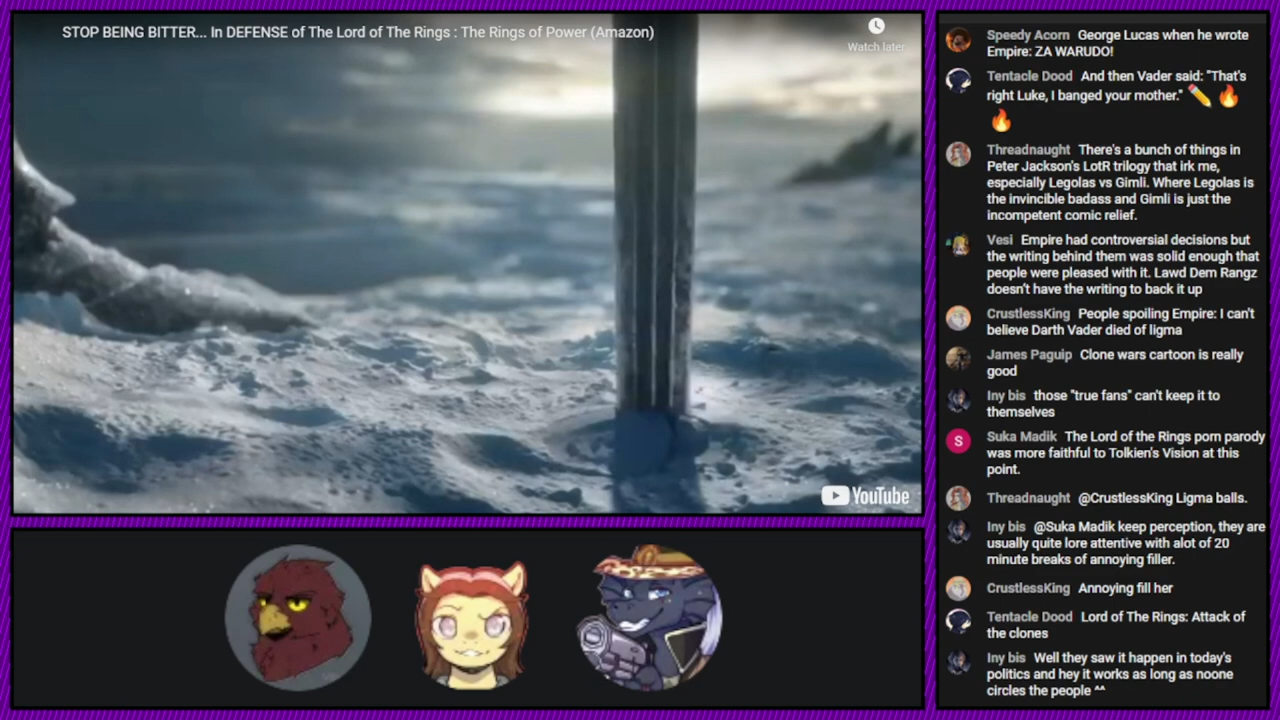 STOP BEING BITTER... In DEFENSE of The Lord of The Rings : The Rings of Power (Amazon)
Watch later
YouTube
Speedy Acorn George Lucas when he wrote
Empire: ZA WARUDO!
Tentacle Dood And then Vader said: "That's
right Luke, I banged your mother." ✏️ 🔥
🔥
Threadnaught There's a bunch of things in
Peter Jackson's LotR trilogy that irk me,
especially Legolas vs Gimli. Where Legolas is
the invincible badass and Gimli is just the
incompetent comic relief.
Vesi Empire had controversial decisions but
the writing behind them was solid enough that
people were pleased with it. Lawd Dem Rangz
doesn't have the writing to back it up
CrustlessKing People spoiling Empire: I can't
believe Darth Vader died of ligma
James Paguip Clone wars cartoon is really
good
Iny bis those "true fans" can't keep it to
themselves
S
Suka Madik The Lord of the Rings porn parody
was more faithful to Tolkien's Vision at this
point.
Threadnaught @CrustlessKing Ligma balls.
Iny bis @Suka Madik keep perception, they are
usually quite lore attentive with alot of 20
minute breaks of annoying filler.
CrustlessKing Annoying fill her
Tentacle Dood Lord of The Rings: Attack of
the clones
Iny bis Well they saw it happen in today's
politics and hey it works as long as noone
circles the people ^^